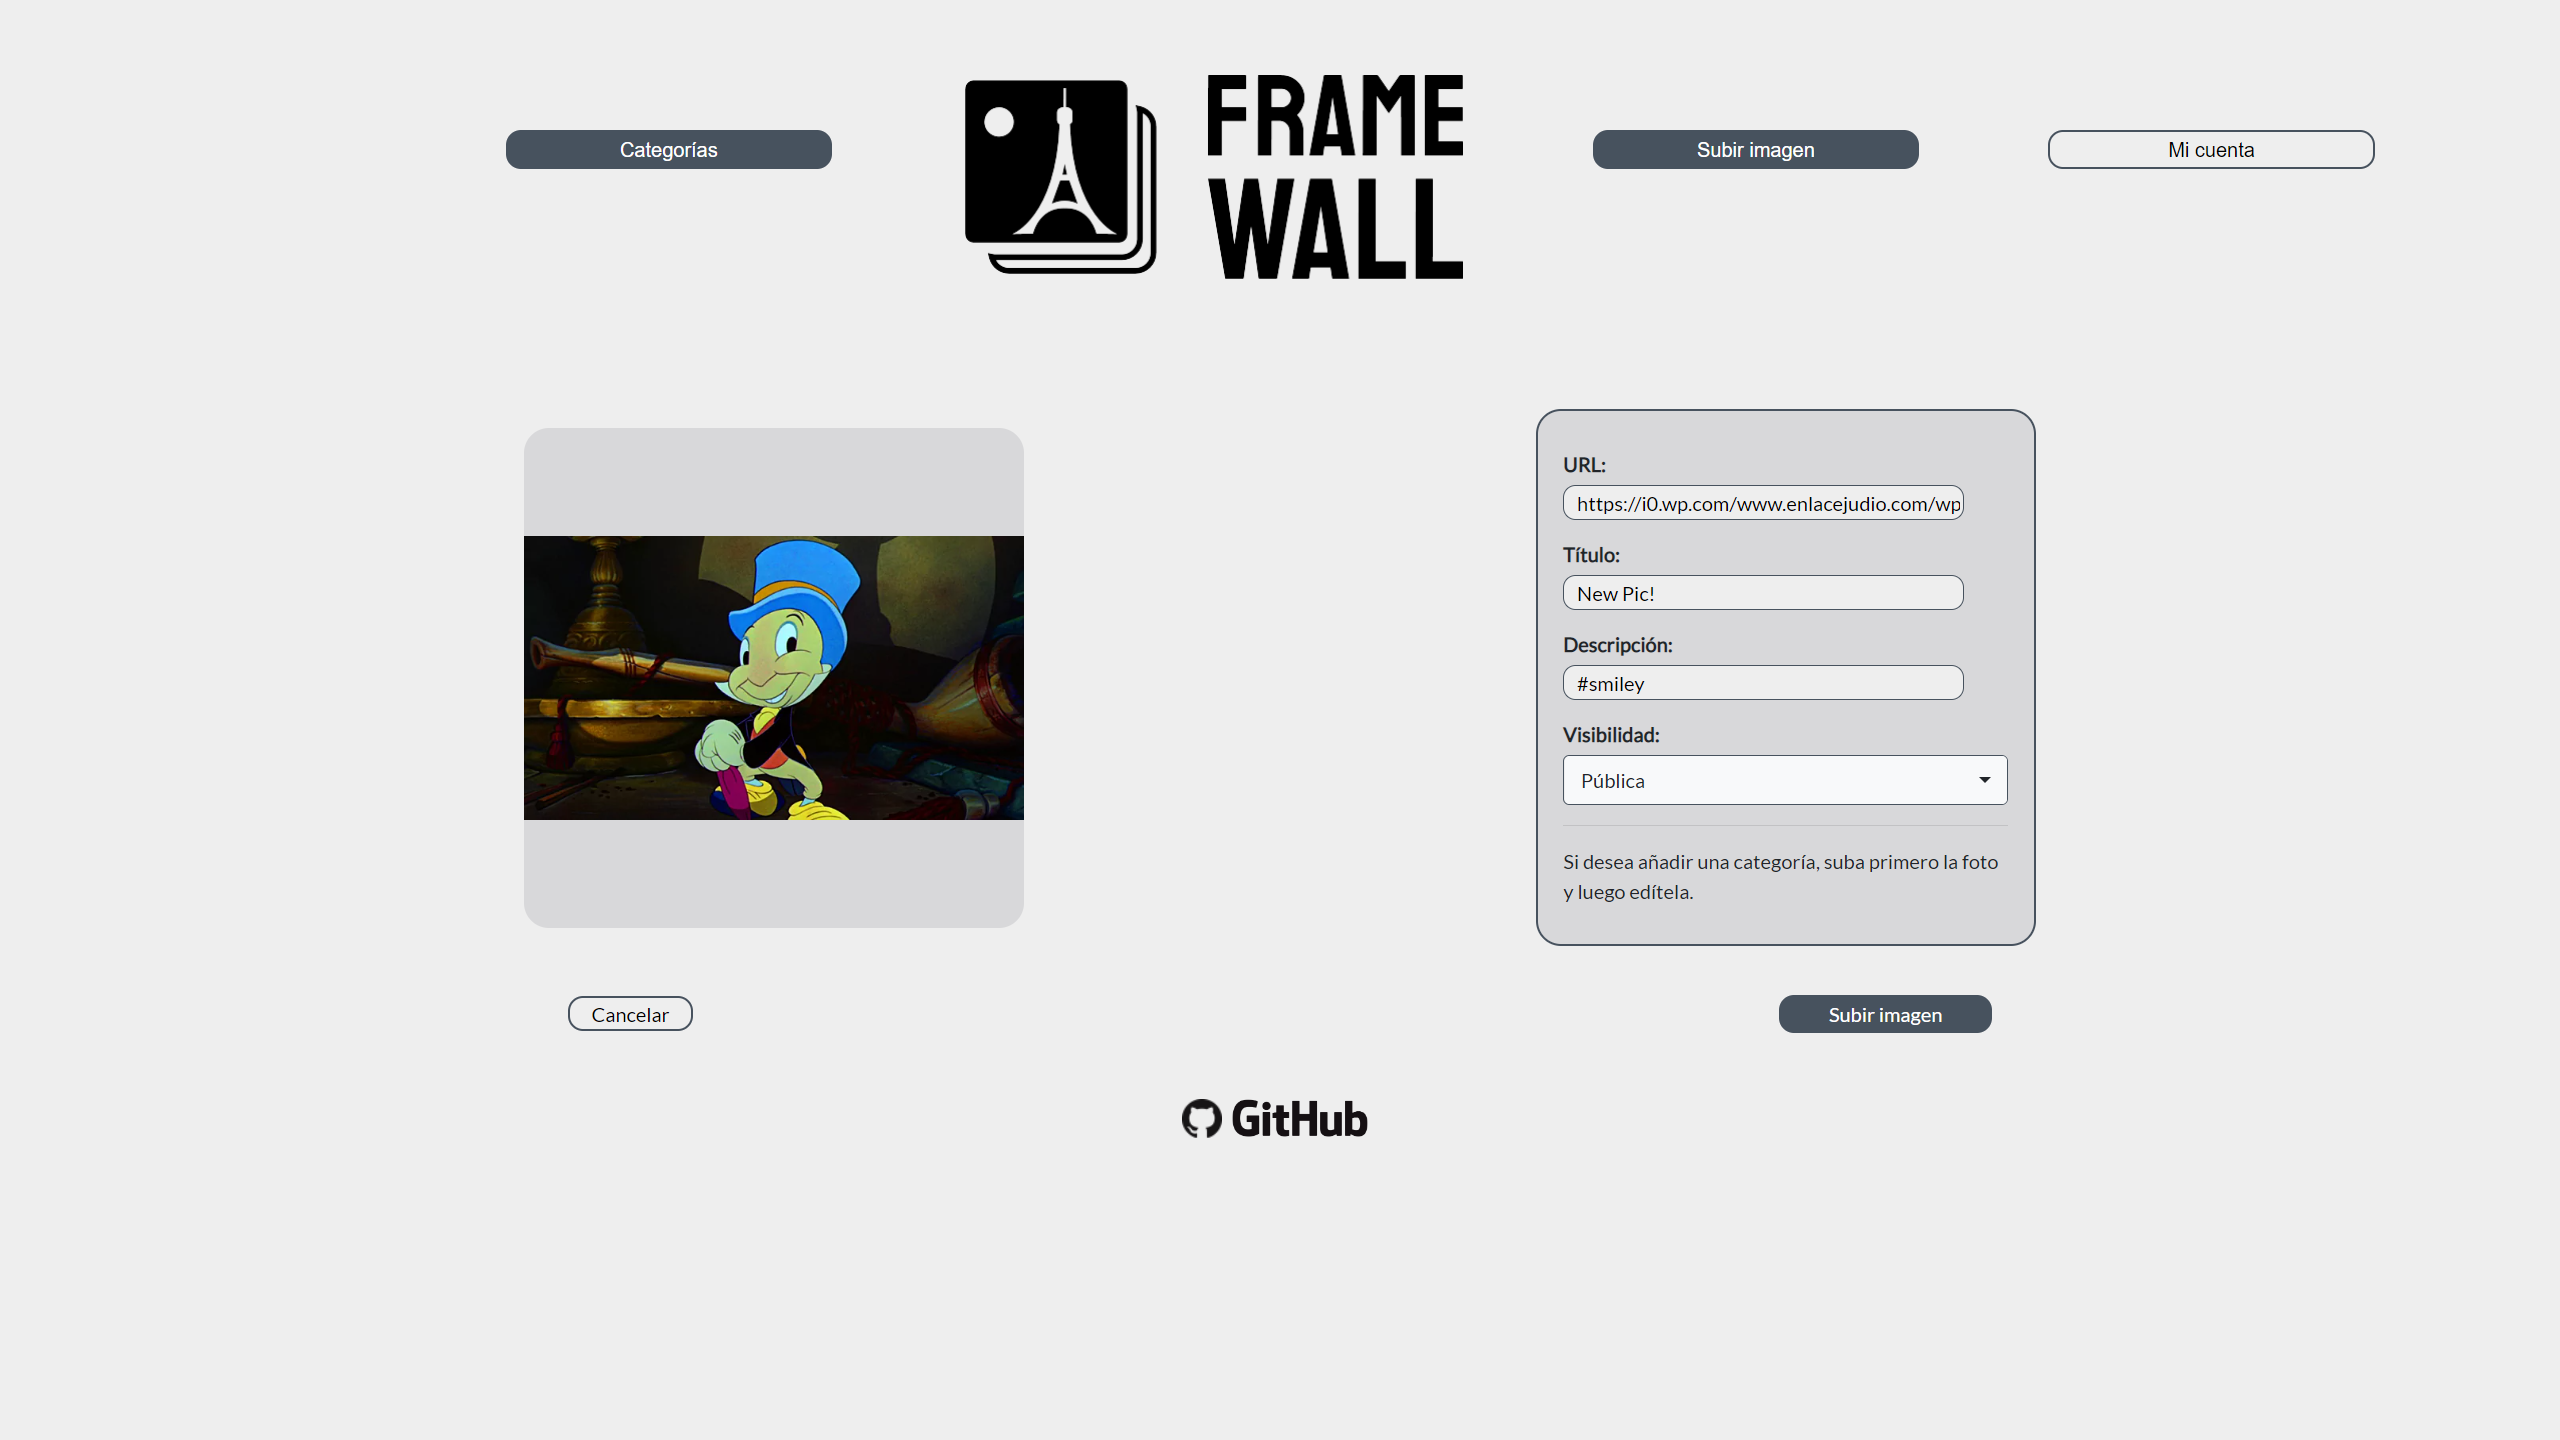 Categorías
FRAME
WALL
Subir imagen
Mi cuenta
URL:
https://i0.wp.com/www.enlacejudio.com/wp
Título:
New Pic!
Descripción:
#smiley
Visibilidad:
Pública
Si desea añadir una categoría, suba primero la foto
y luego edítela.
Cancelar
Subir imagen
GitHub